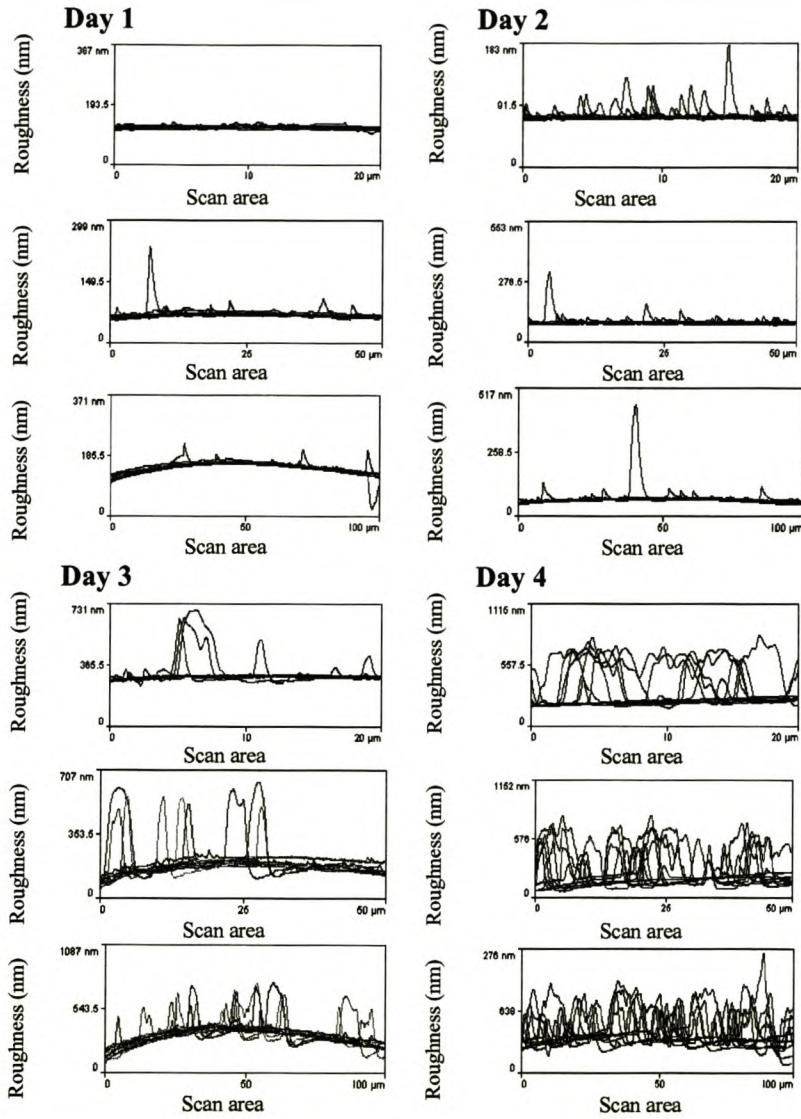 Day 1
Roughness (nm)
367 nm
193.5
0
0 10 20 µm
Scan area
Day 2
Roughness (nm)
183 nm
91.5
0
0 10 20 µm
Scan area
Roughness (nm)
299 nm
149.5
0
0 25 50 µm
Scan area
Roughness (nm)
553 nm
276.5
0
0 25 50 µm
Scan area
Roughness (nm)
371 nm
185.5
0
0 50 100 µm
Scan area
Roughness (nm)
517 nm
258.5
0
0 50 100 µm
Scan area
Day 3
Roughness (nm)
731 nm
365.5
0
0 10 20 µm
Scan area
Day 4
Roughness (nm)
1115 nm
557.5
0
0 10 20 µm
Scan area
Roughness (nm)
707 nm
353.5
0
0 25 50 µm
Scan area
Roughness (nm)
1152 nm
576
0
0 25 50 µm
Scan area
Roughness (nm)
1087 nm
543.5
0
0 50 100 µm
Scan area
Roughness (nm)
276 nm
638
0
0 50 100 µm
Scan area